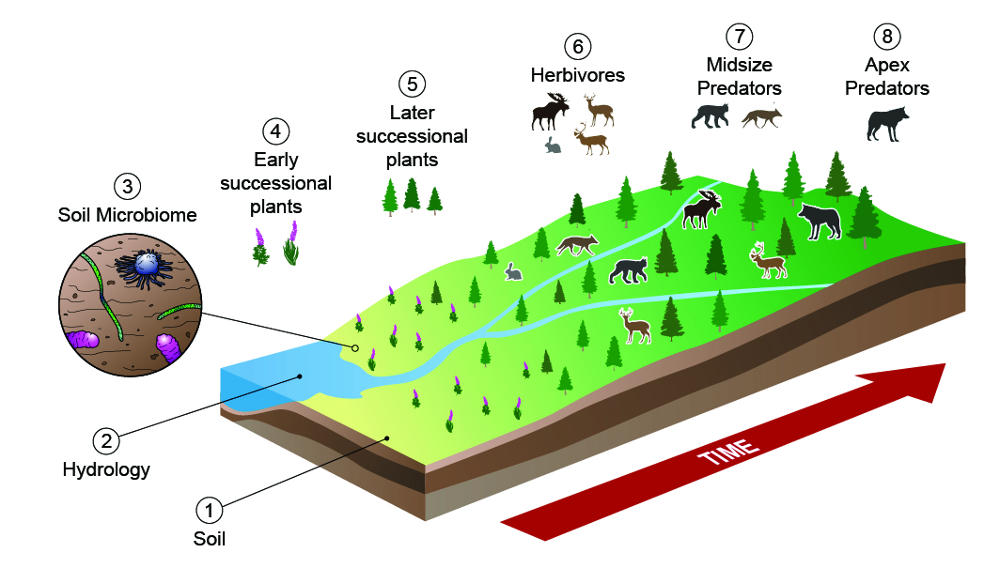 1
Soil
2
Hydrology
3
Soil Microbiome
4
Early
successional
plants
5
Later
successional
plants
6
Herbivores
7
Midsize
Predators
8
Apex
Predators
TIME